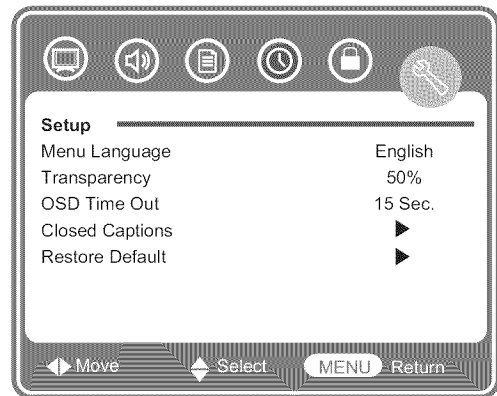 Setup
Menu Language English
Transparency 50%
OSD Time Out 15 Sec.
Closed Captions
Restore Default
Move Select MENU Return